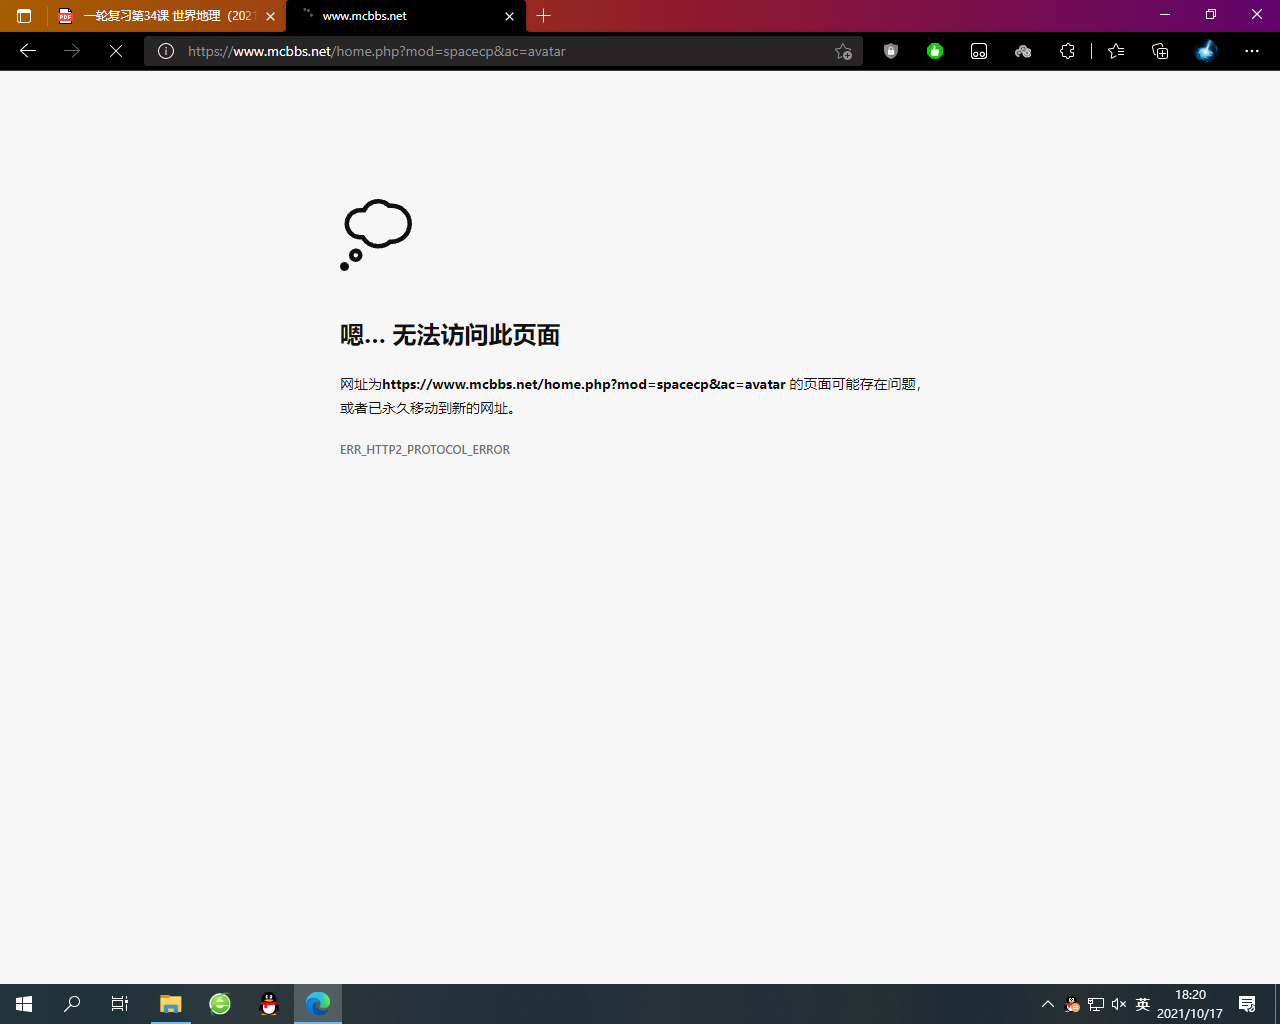 一轮复习第34课 世界地理（2021
www.mcbbs.net
https://www.mcbbs.net/home.php?mod=spacecp&ac=avatar
嗯… 无法访问此页面
网址为https://www.mcbbs.net/home.php?mod=spacecp&ac=avatar 的页面可能存在问题，
或者已永久移动到新的网址。
ERR_HTTP2_PROTOCOL_ERROR
英
18:20
2021/10/17